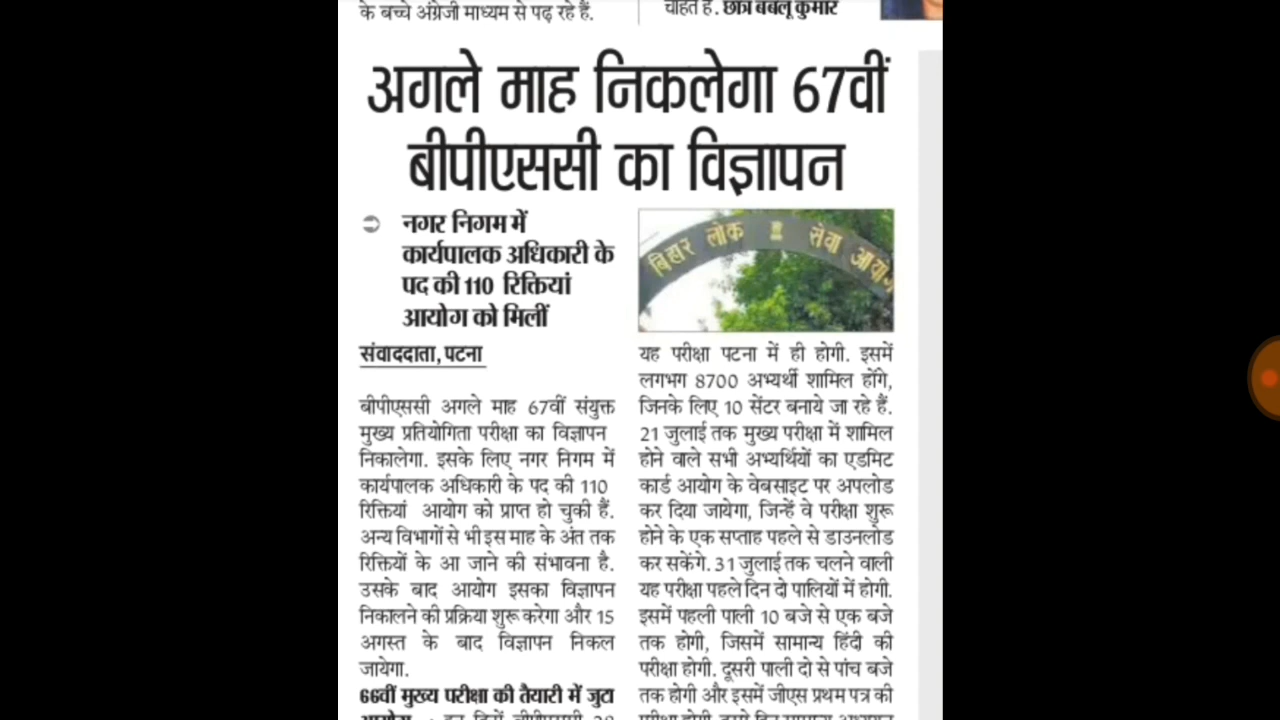 के बच्चे अंग्रेजी माध्यम से पढ़ रहे हैं.
चाहते हैं. छात्र बबलू कुमार
अगले माह निकलेगा 67वीं
बीपीएससी का विज्ञापन
नगर निगम में
कार्यपालक अधिकारी के
पद की 110 रिक्तियां
आयोग को मिलीं
संवाददाता, पटना
बीपीएससी अगले माह 67वीं संयुक्त
मुख्य प्रतियोगिता परीक्षा का विज्ञापन
निकालेगा. इसके लिए नगर निगम में
कार्यपालक अधिकारी के पद की 110
रिक्तियां आयोग को प्राप्त हो चुकी हैं.
अन्य विभागों से भी इस माह के अंत तक
रिक्तियों के आ जाने की संभावना है.
उसके बाद आयोग इसका विज्ञापन
निकालने की प्रक्रिया शुरू करेगा और 15
अगस्त के बाद विज्ञापन निकल
जायेगा.
66वीं मुख्य परीक्षा की तैयारी में जुटा
बिहार लोक सेवा आयोग
यह परीक्षा पटना में ही होगी. इसमें
लगभग 8700 अभ्यर्थी शामिल होंगे,
जिनके लिए 10 सेंटर बनाये जा रहे हैं.
21 जुलाई तक मुख्य परीक्षा में शामिल
होने वाले सभी अभ्यर्थियों का एडमिट
कार्ड आयोग के वेबसाइट पर अपलोड
कर दिया जायेगा, जिन्हें वे परीक्षा शुरू
होने के एक सप्ताह पहले से डाउनलोड
कर सकेंगे. 31 जुलाई तक चलने वाली
यह परीक्षा पहले दिन दो पालियों में होगी.
इसमें पहली पाली 10 बजे से एक बजे
तक होगी, जिसमें सामान्य हिंदी की
परीक्षा होगी. दूसरी पाली दो से पांच बजे
तक होगी और इसमें जीएस प्रथम पत्र की